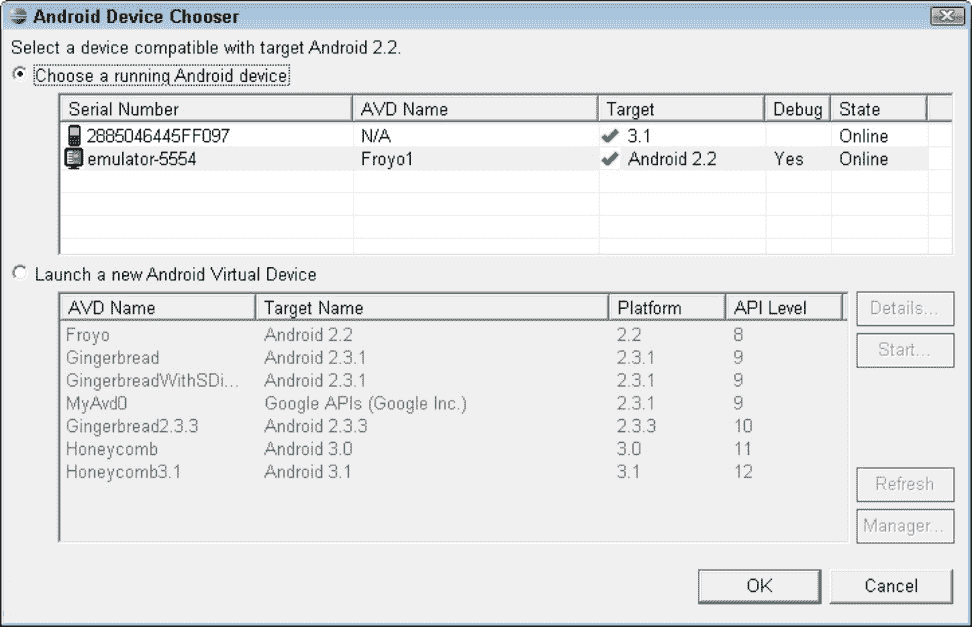 Android Device Chooser
Select a device compatible with target Android 2.2.
Choose a running Android device
Serial Number AVD Name Target Debug State
2885046445FF097 N/A 3.1 Online
emulator-5554 Froyo1 Android 2.2 Yes Online
Launch a new Android Virtual Device
AVD Name Target Name Platform API Level Details...
Froyo Android 2.2 2.2 8
Start...
Gingerbread Android 2.3.1 2.3.1 9
GingerbreadWithSDi... Android 2.3.1 2.3.1 9
MyAvd0 Google APIs (Google Inc.) 2.3.1 9
Gingerbread2.3.3 Android 2.3.3 2.3.3 10
Honeycomb Android 3.0 3.0 11
Honeycomb3.1 Android 3.1 3.1 12
Refresh
Manager...
OK Cancel